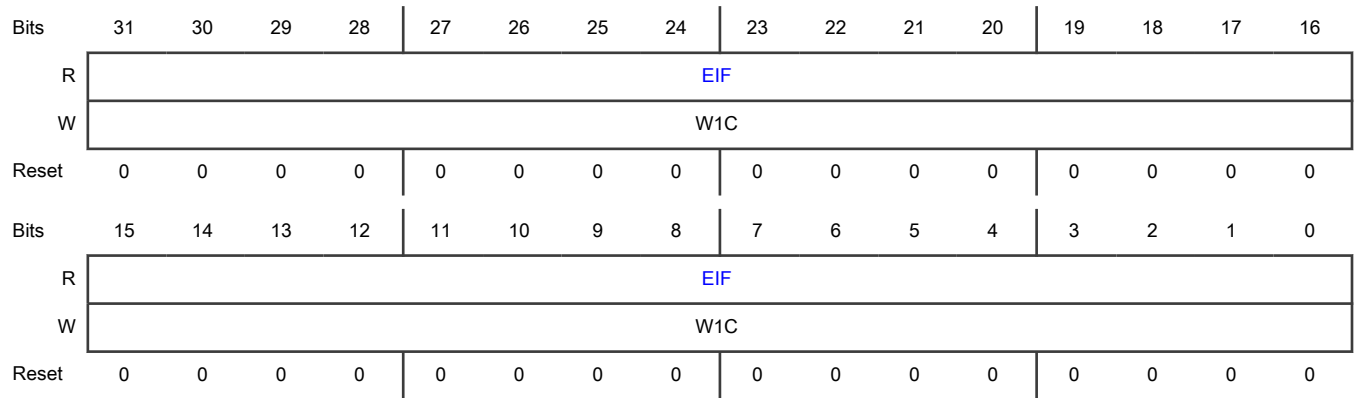 Bits 31 30 29 28 27 26 25 24 23 22 21 20 19 18 17 16
R EIF
W W1C
Reset 0 0 0 0 0 0 0 0 0 0 0 0 0 0 0 0
Bits 15 14 13 12 11 10 9 8 7 6 5 4 3 2 1 0
R EIF
W W1C
Reset 0 0 0 0 0 0 0 0 0 0 0 0 0 0 0 0